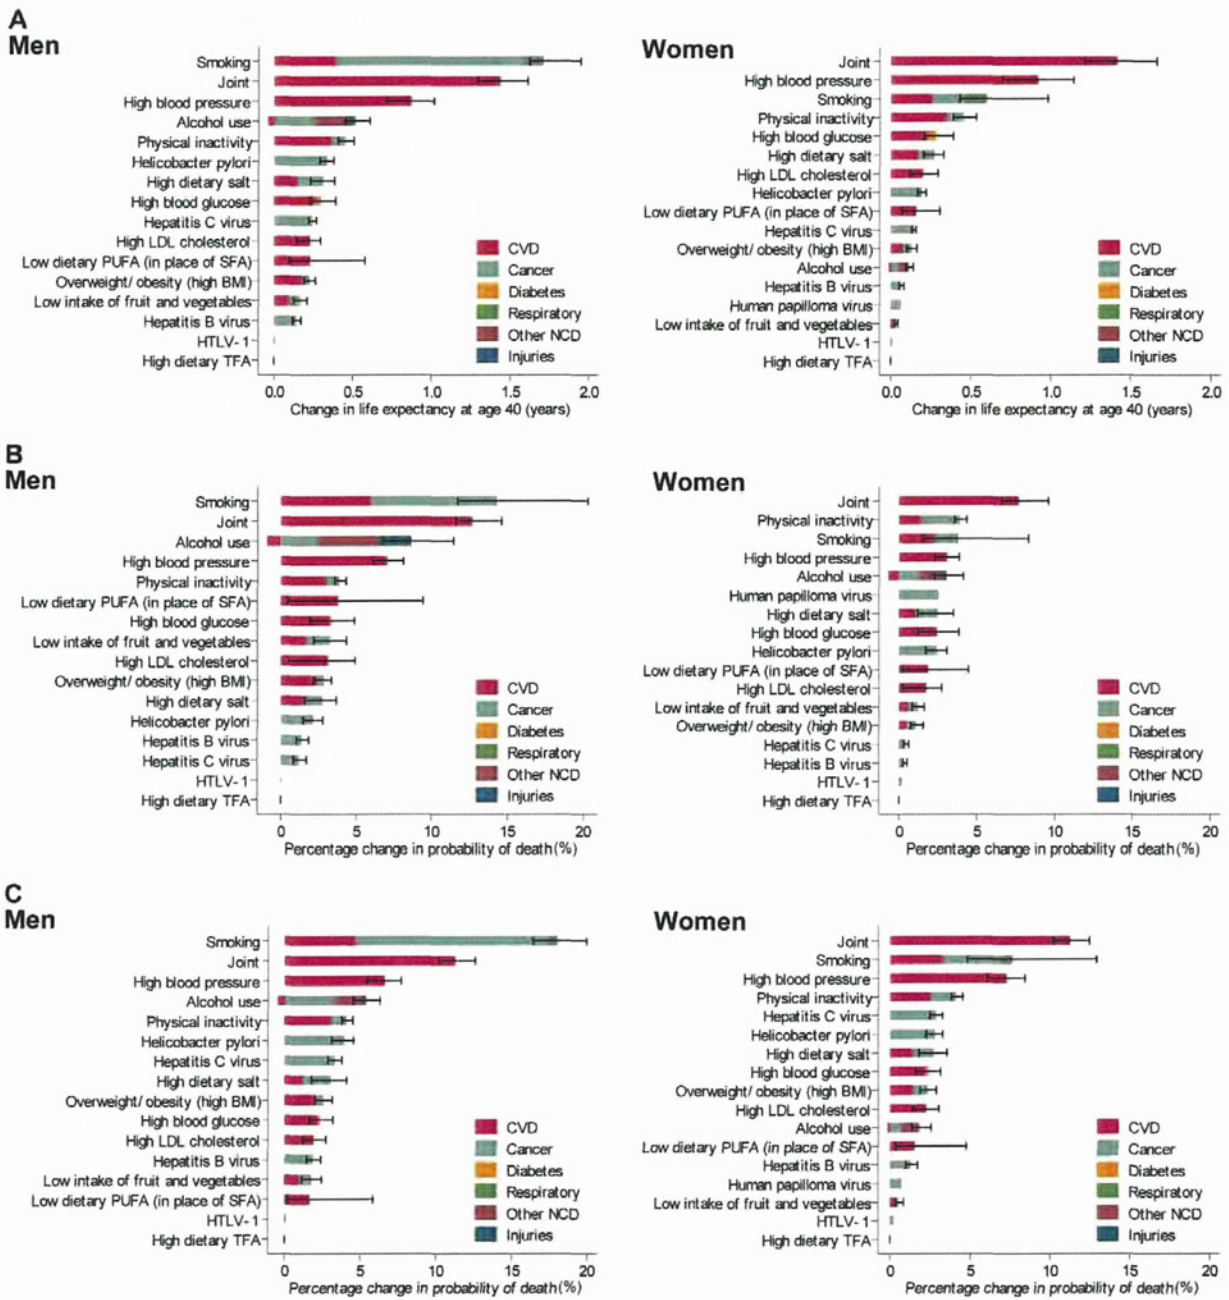 A
Men
Smoking
Joint
High blood pressure
Alcohol use
Physical inactivity
Helicobacter pylori
High dietary salt
High blood glucose
Hepatitis C virus
High LDL cholesterol
Low dietary PUFA (in place of SFA)
Overweight/ obesity (high BMI)
Low intake of fruit and vegetables
Hepatitis B virus
HTLV- 1
High dietary TFA
CVD
Cancer
Diabetes
Respiratory
Other NCD
Injuries
0.0 0.5 1.0 1.5 2.0
Change in life expectancy at age 40 (years)
Women
Joint
High blood pressure
Smoking
Physical inactivity
High blood glucose
High dietary salt
High LDL cholesterol
Helicobacter pylori
Low dietary PUFA (in place of SFA)
Hepatitis C virus
Overweight/ obesity (high BMI)
Alcohol use
Hepatitis B virus
Human papilloma virus
Low intake of fruit and vegetables
HTLV- 1
High dietary TFA
CVD
Cancer
Diabetes
Respiratory
Other NCD
Injuries
0.0 0.5 1.0 1.5 2.0
Change in life expectancy at age 40 (years)
B
Men
Smoking
Joint
Alcohol use
High blood pressure
Physical inactivity
Low dietary PUFA (in place of SFA)
High blood glucose
Low intake of fruit and vegetables
High LDL cholesterol
Overweight/ obesity (high BMI)
High dietary salt
Helicobacter pylori
Hepatitis B virus
Hepatitis C virus
HTLV- 1
High dietary TFA
CVD
Cancer
Diabetes
Respiratory
Other NCD
Injuries
0 5 10 15 20
Percentage change in probability of death (%)
Women
Joint
Physical inactivity
Smoking
High blood pressure
Alcohol use
Human papilloma virus
High dietary salt
High blood glucose
Helicobacter pylori
Low dietary PUFA (in place of SFA)
High LDL cholesterol
Low intake of fruit and vegetables
Overweight/ obesity (high BMI)
Hepatitis C virus
Hepatitis B virus
HTLV- 1
High dietary TFA
CVD
Cancer
Diabetes
Respiratory
Other NCD
Injuries
0 5 10 15 20
Percentage change in probability of death (%)
C
Men
Smoking
Joint
High blood pressure
Alcohol use
Physical inactivity
Helicobacter pylori
Hepatitis C virus
High dietary salt
Overweight/ obesity (high BMI)
High blood glucose
High LDL cholesterol
Hepatitis B virus
Low intake of fruit and vegetables
Low dietary PUFA (in place of SFA)
HTLV- 1
High dietary TFA
CVD
Cancer
Diabetes
Respiratory
Other NCD
Injuries
0 5 10 15 20
Percentage change in probability of death (%)
Women
Joint
Smoking
High blood pressure
Physical inactivity
Hepatitis C virus
Helicobacter pylori
High dietary salt
High blood glucose
Overweight/ obesity (high BMI)
High LDL cholesterol
Alcohol use
Low dietary PUFA (in place of SFA)
Hepatitis B virus
Human papilloma virus
Low intake of fruit and vegetables
HTLV- 1
High dietary TFA
CVD
Cancer
Diabetes
Respiratory
Other NCD
Injuries
0 5 10 15 20
Percentage change in probability of death (%)